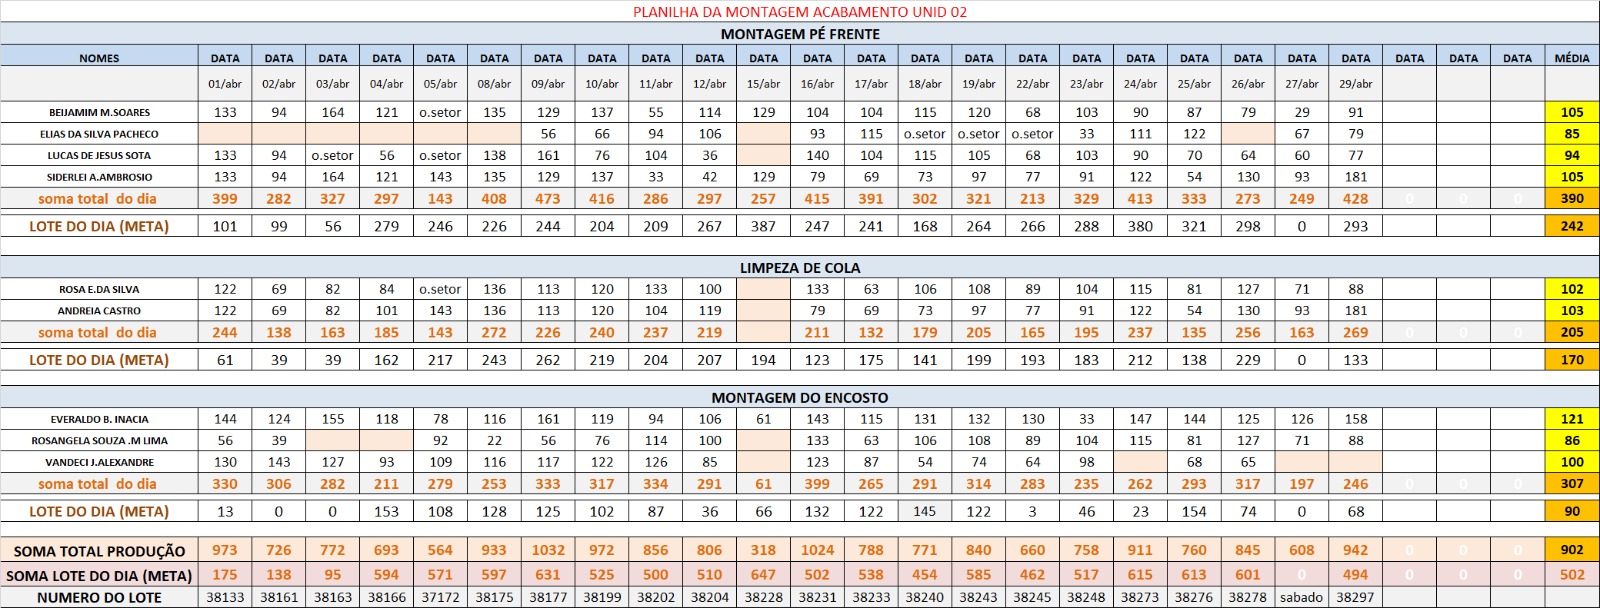 PLANILHA DA MONTAGEM ACABAMENTO UNID 02
MONTAGEM PÉ FRENTE
NOMES DATA DATA DATA DATA DATA DATA DATA DATA DATA DATA DATA DATA DATA DATA DATA DATA DATA DATA DATA DATA DATA DATA DATA DATA DATA MÉDIA
01/abr 02/abr 03/abr 04/abr 05/abr 08/abr 09/abr 10/abr 11/abr 12/abr 15/abr 16/abr 17/abr 18/abr 19/abr 22/abr 23/abr 24/abr 25/abr 26/abr 27/abr 29/abr
BEIJAMIM M.SOARES 133 94 164 121 o.setor 135 129 137 55 114 129 104 104 115 120 68 103 90 87 79 29 91 105
ELIAS DA SILVA PACHECO 56 66 94 106 93 115 o.setor o.setor o.setor 33 111 122 67 79 85
LUCAS DE JESUS SOTA 133 94 o.setor 56 o.setor 138 161 76 104 36 140 104 115 105 68 103 90 70 64 60 77 94
SIDERLEI A.AMBROSIO 133 94 164 121 143 135 129 137 33 42 129 79 69 73 97 77 91 122 54 130 93 181 105
soma total do dia 399 282 327 297 143 408 473 416 286 297 257 415 391 302 321 213 329 413 333 273 249 428 0 0 0 390
LOTE DO DIA (META) 101 99 56 279 246 226 244 204 209 267 387 247 241 168 264 266 288 380 321 298 0 293 242
LIMPEZA DE COLA
ROSA E.DA SILVA 122 69 82 84 o.setor 136 113 120 133 100 133 63 106 108 89 104 115 81 127 71 88 102
ANDREIA CASTRO 122 69 82 101 143 136 113 120 104 119 79 69 73 97 77 91 122 54 130 93 181 103
soma total do dia 244 138 163 185 143 272 226 240 237 219 211 132 179 205 165 195 237 135 256 163 269 0 0 0 205
LOTE DO DIA (META) 61 39 39 162 217 243 262 219 204 207 194 123 175 141 199 193 183 212 138 229 0 133 170
MONTAGEM DO ENCOSTO
EVERALDO B. INACIA 144 124 155 118 78 116 161 119 94 106 61 143 115 131 132 130 33 147 144 125 126 158 121
ROSANGELA SOUZA .M LIMA 56 39 92 22 56 76 114 100 133 63 106 108 89 104 115 81 127 71 88 86
VANDECI J.ALEXANDRE 130 143 127 93 109 116 117 122 126 85 123 87 54 74 64 98 68 65 100
soma total do dia 330 306 282 211 279 253 333 317 334 291 61 399 265 291 314 283 235 262 293 317 197 246 0 0 0 307
LOTE DO DIA (META) 13 0 0 153 108 128 125 102 87 36 66 132 122 145 122 3 46 23 154 74 0 68 90
SOMA TOTAL PRODUÇÃO 973 726 772 693 564 933 1032 972 856 806 318 1024 788 771 840 660 758 911 760 845 608 942 0 0 0 902
SOMA LOTE DO DIA (META) 175 138 95 594 571 597 631 525 500 510 647 502 538 454 585 462 517 615 613 601 0 494 0 0 0 502
NUMERO DO LOTE 38133 38161 38163 38166 37172 38175 38177 38199 38202 38204 38228 38231 38233 38240 38243 38245 38248 38273 38276 38278 sabado 38297